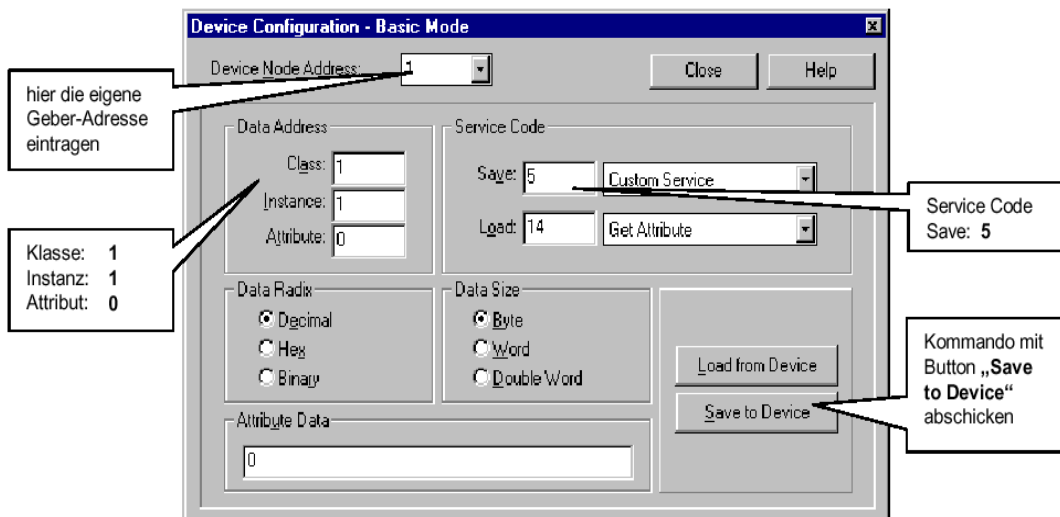 Device Configuration - Basic Mode
Device Node Address:
1
Close
Help
hier die eigene
Geber-Adresse
eintragen
Data Address
Class: 1
Instance: 1
Attribute: 0
Service Code
Save: 5
Custom Service
Load: 14
Get Attribute
Service Code
Save: 5
Klasse: 1
Instanz: 1
Attribut: 0
Data Radix
Decimal
Hex
Binary
Data Size
Byte
Word
Double Word
Load from Device
Save to Device
Kommando mit
Button „Save
to Device“
abschicken
Attribute Data
0